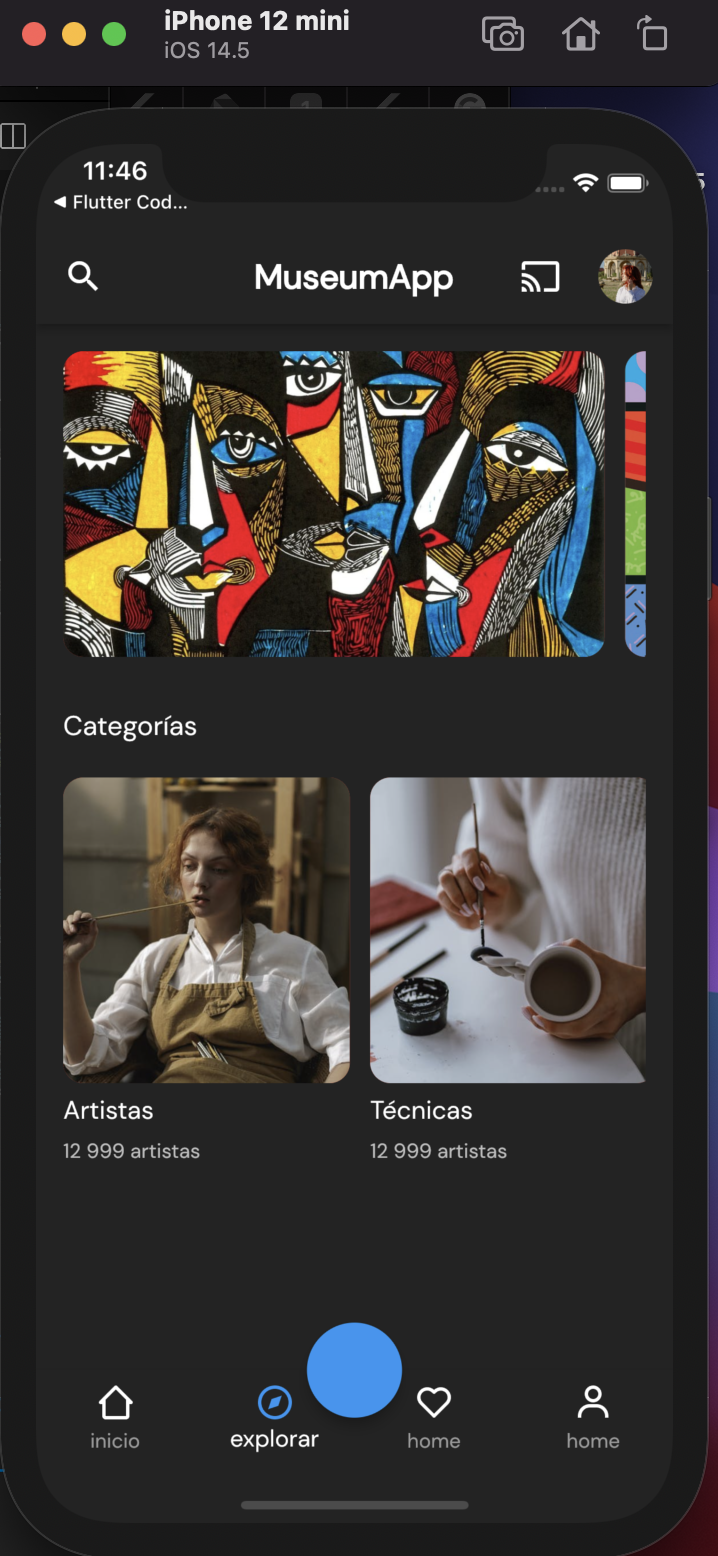 iPhone 12 mini
iOS 14.5
11:46
◀ Flutter Cod...
MuseumApp
Categorías
Artistas
Técnicas
12 999 artistas
12 999 artistas
inicio
explorar
home
home